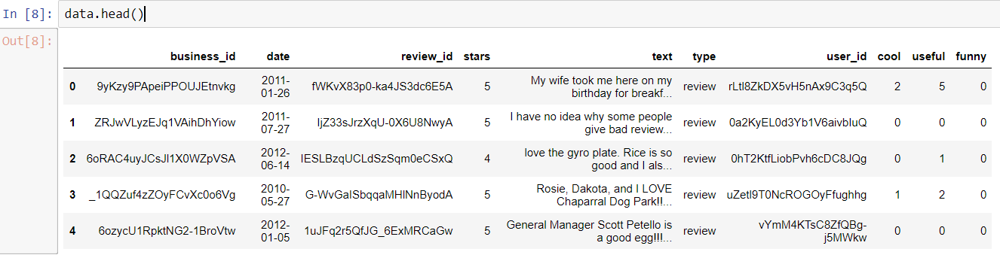 In [8]: data.head()
Out[8]:
business_id date review_id stars text type user_id cool useful funny
0 9yKzy9PApeiPPOUJEtnvkg 2011- fWKvX83p0-ka4JS3dc6E5A 5 My wife took me here on my review rLtl8ZkDX5vH5nAx9C3q5Q 2 5 0
01-26 birthday for breakf...
1 ZRJwVLyzEJq1VAihDhYiow 2011- IjZ33sJrzXqU-0X6U8NwyA 5 I have no idea why some people review 0a2KyEL0d3Yb1V6aivbIuQ 0 0 0
07-27 give bad review...
2 6oRAC4uyJCsJl1X0WZpVSA 2012- IESLBzqUCLdSzSqm0eCSxQ 4 love the gyro plate. Rice is so review 0hT2KtfLiobPvh6cDC8JQg 0 1 0
06-14 good and I als...
3 _1QQZuf4zZOyFCvXc0o6Vg 2010- G-WvGaISbqqaMHlNnByodA 5 Rosie, Dakota, and I LOVE review uZetl9T0NcROGOyFfughhg 1 2 0
05-27 Chaparral Dog Park!!...
4 6ozycU1RpktNG2-1BroVtw 2012- 1uJFq2r5QfJG_6ExMRCaGw 5 General Manager Scott Petello is review vYmM4KTsC8ZfQBg- 0 0 0
01-05 a good egg!!!... j5MWkw